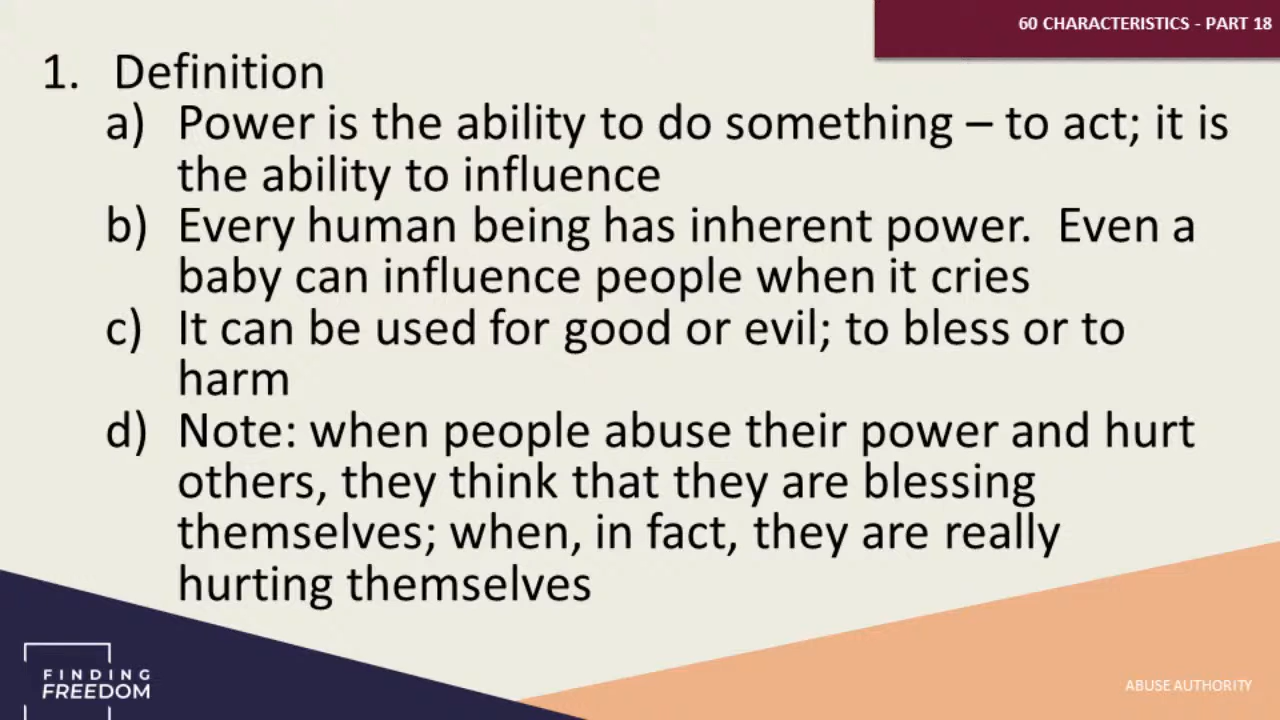 60 CHARACTERISTICS - PART 18
1. Definition
a) Power is the ability to do something – to act; it is
the ability to influence
b) Every human being has inherent power.  Even a
baby can influence people when it cries
c) It can be used for good or evil; to bless or to
harm
d) Note: when people abuse their power and hurt
others, they think that they are blessing
themselves; when, in fact, they are really
hurting themselves
FINDING
FREEDOM
ABUSE AUTHORITY